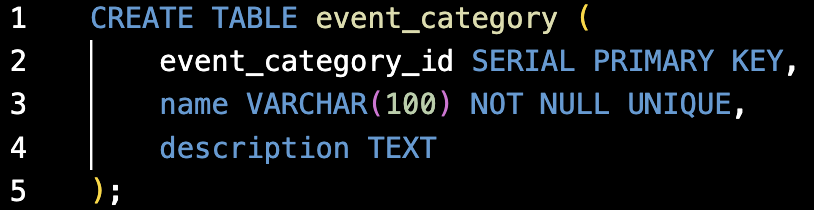 1 CREATE TABLE event_category (
2 event_category_id SERIAL PRIMARY KEY,
3 name VARCHAR(100) NOT NULL UNIQUE,
4 description TEXT
5 );